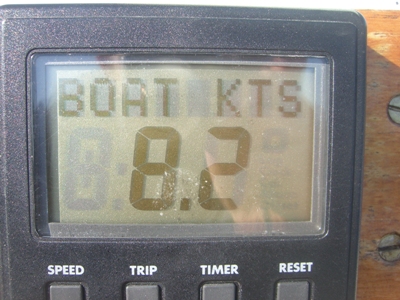 BOAT KTS
8.2
SPEED TRIP TIMER RESET